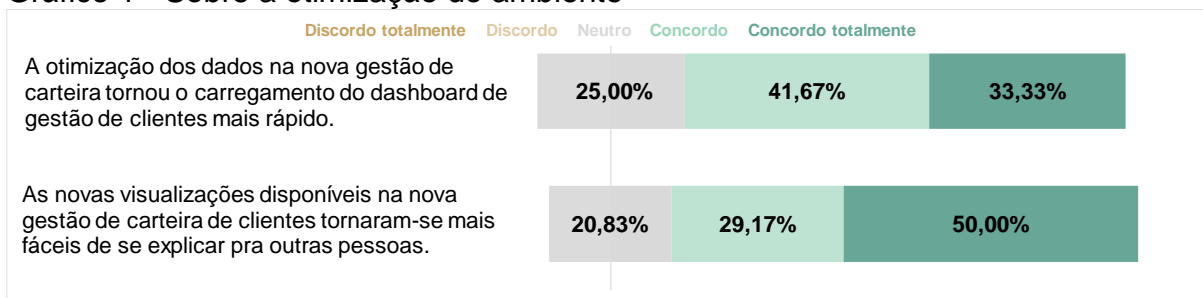 Discordo totalmente Discordo Neutro Concordo Concordo totalmente
A otimização dos dados na nova gestão de
carteira tornou o carregamento do dashboard de
gestão de clientes mais rápido.
25,00% 41,67% 33,33%
As novas visualizações disponíveis na nova
gestão de carteira de clientes tornaram-se mais
fáceis de se explicar pra outras pessoas.
20,83% 29,17% 50,00%